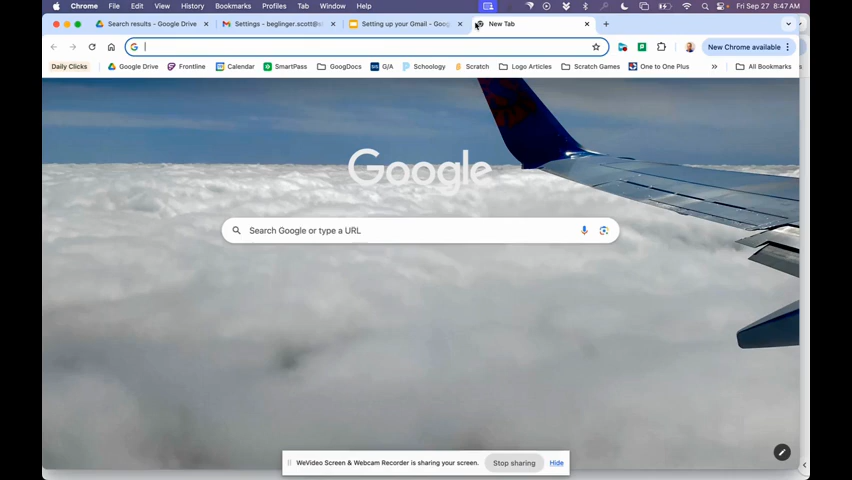 Chrome File Edit View History Bookmarks Profiles Tab Window Help Fri Sep 27 8:47 AM
Search results - Google Drive Settings - beglinger.scott@s Setting up your Gmail - Goog New Tab
New Chrome available
Daily Clicks Google Drive Frontline Calendar SmartPass GoogDocs G/A Schoology Scratch Logo Articles Scratch Games One to One Plus All Bookmarks
Google
Search Google or type a URL
WeVideo Screen & Webcam Recorder is sharing your screen. Stop sharing Hide